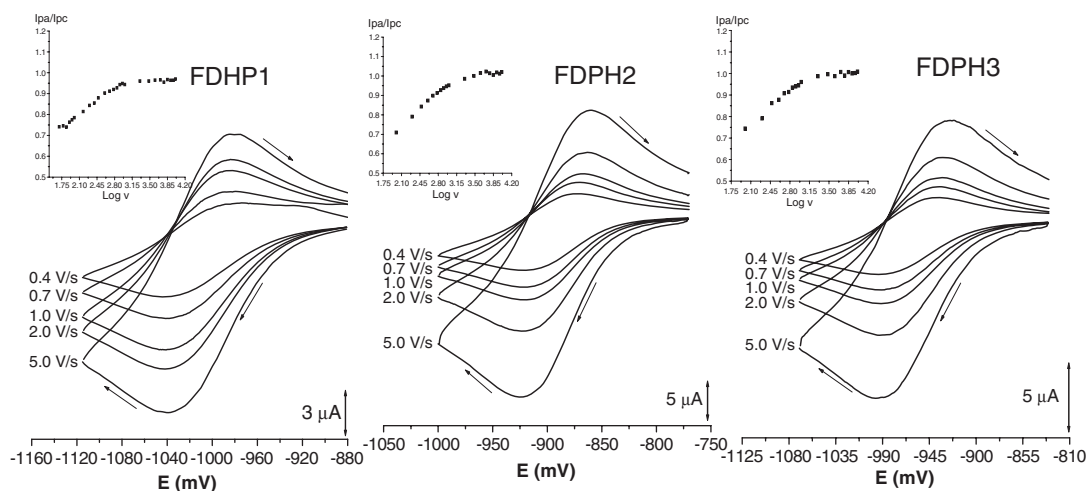 Ipa/Ipc
1.2
1.1
1.0
0.9
0.8
0.7
0.6
0.5
1.75 2.10 2.45 2.80 3.15 3.50 3.85 4.20
Log v
FDHP1
0.4 V/s
0.7 V/s
1.0 V/s
2.0 V/s
5.0 V/s
3 μA
-1160 -1120 -1080 -1040 -1000 -960 -920 -880
E (mV)
Ipa/Ipc
1.2
1.1
1.0
0.9
0.8
0.7
0.6
0.5
1.75 2.10 2.45 2.80 3.15 3.50 3.85 4.20
Log v
FDPH2
0.4 V/s
0.7 V/s
1.0 V/s
2.0 V/s
5.0 V/s
5 μA
-1050 -1000 -950 -900 -850 -800 -750
E (mV)
Ipa/Ipc
1.2
1.1
1.0
0.9
0.8
0.7
0.6
0.5
1.75 2.10 2.45 2.80 3.15 3.50 3.85 4.20
Log v
FDPH3
0.4 V/s
0.7 V/s
1.0 V/s
2.0 V/s
5.0 V/s
5 μA
-1125 -1080 -1035 -990 -945 -900 -855 -810
E (mV)